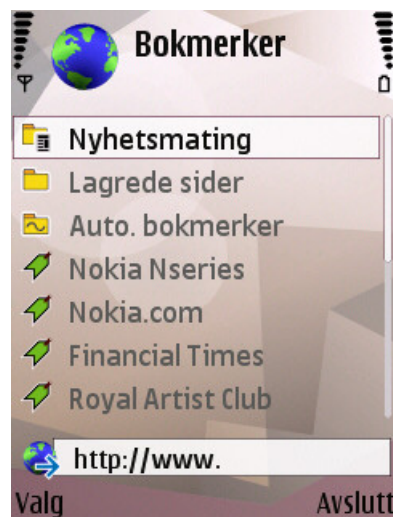 Bokmerker
Nyhetsmating
Lagrede sider
Auto. bokmerker
Nokia Nseries
Nokia.com
Financial Times
Royal Artist Club
http://www.
Valg Avslutt